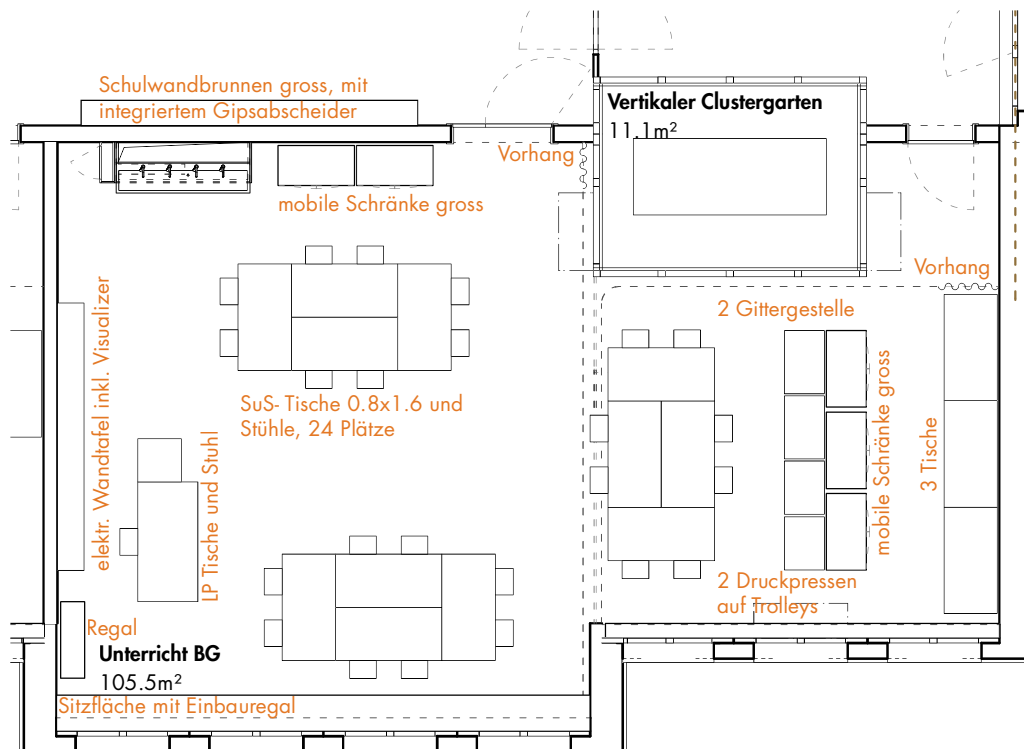 Schulwandbrunnen gross, mit
integriertem Gipsabscheider
Vertikaler Clustergarten
11.1m²
Vorhang
mobile Schränke gross
Vorhang
elektr. Wandtafel inkl. Visualizer
2 Gittergestelle
SuS- Tische 0.8x1.6 und
Stühle, 24 Plätze
LP Tische und Stuhl
mobile Schränke gross
3 Tische
2 Druckpressen
auf Trolleys
Regal
Unterricht BG
105.5m²
Sitzfläche mit Einbauregal